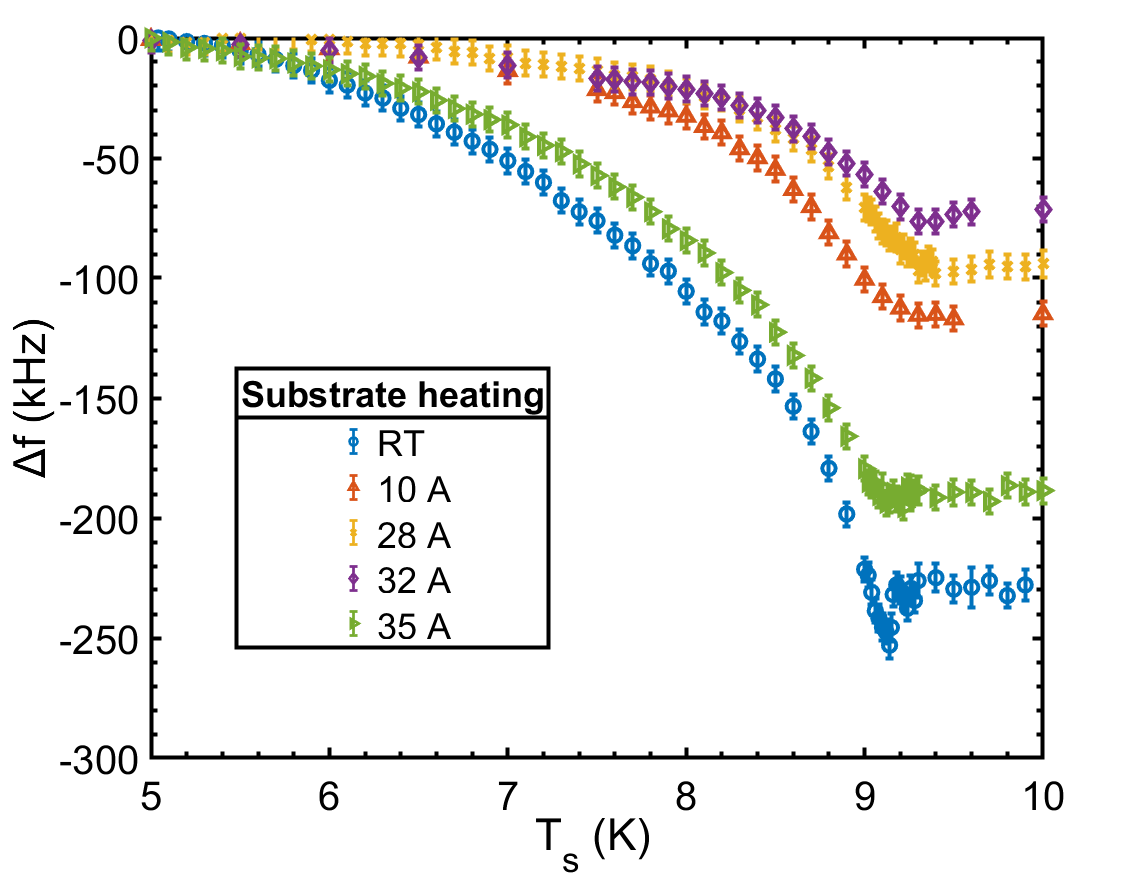 0
-50
-100
-150
-200
-250
-300
Δf (kHz)
Substrate heating
RT
10 A
28 A
32 A
35 A
5 6 7 8 9 10
Ts (K)